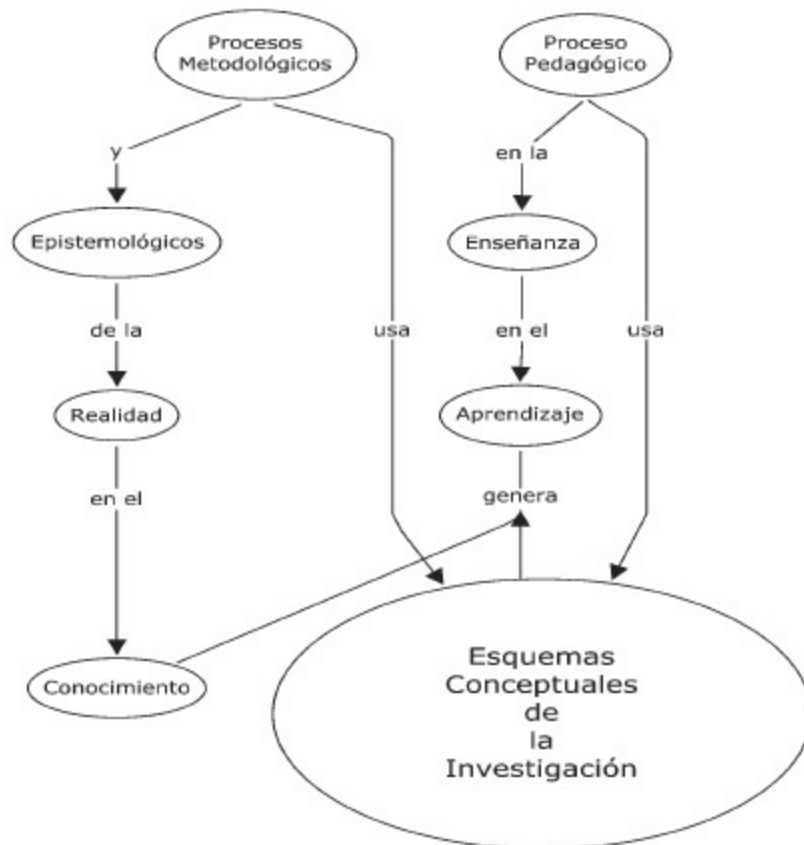 Procesos
Metodológicos
Proceso
Pedagógico
y
en la
Epistemológicos
Enseñanza
de la
usa
en el
usa
Realidad
Aprendizaje
en el
genera
Conocimiento
Esquemas
Conceptuales
de
la
Investigación